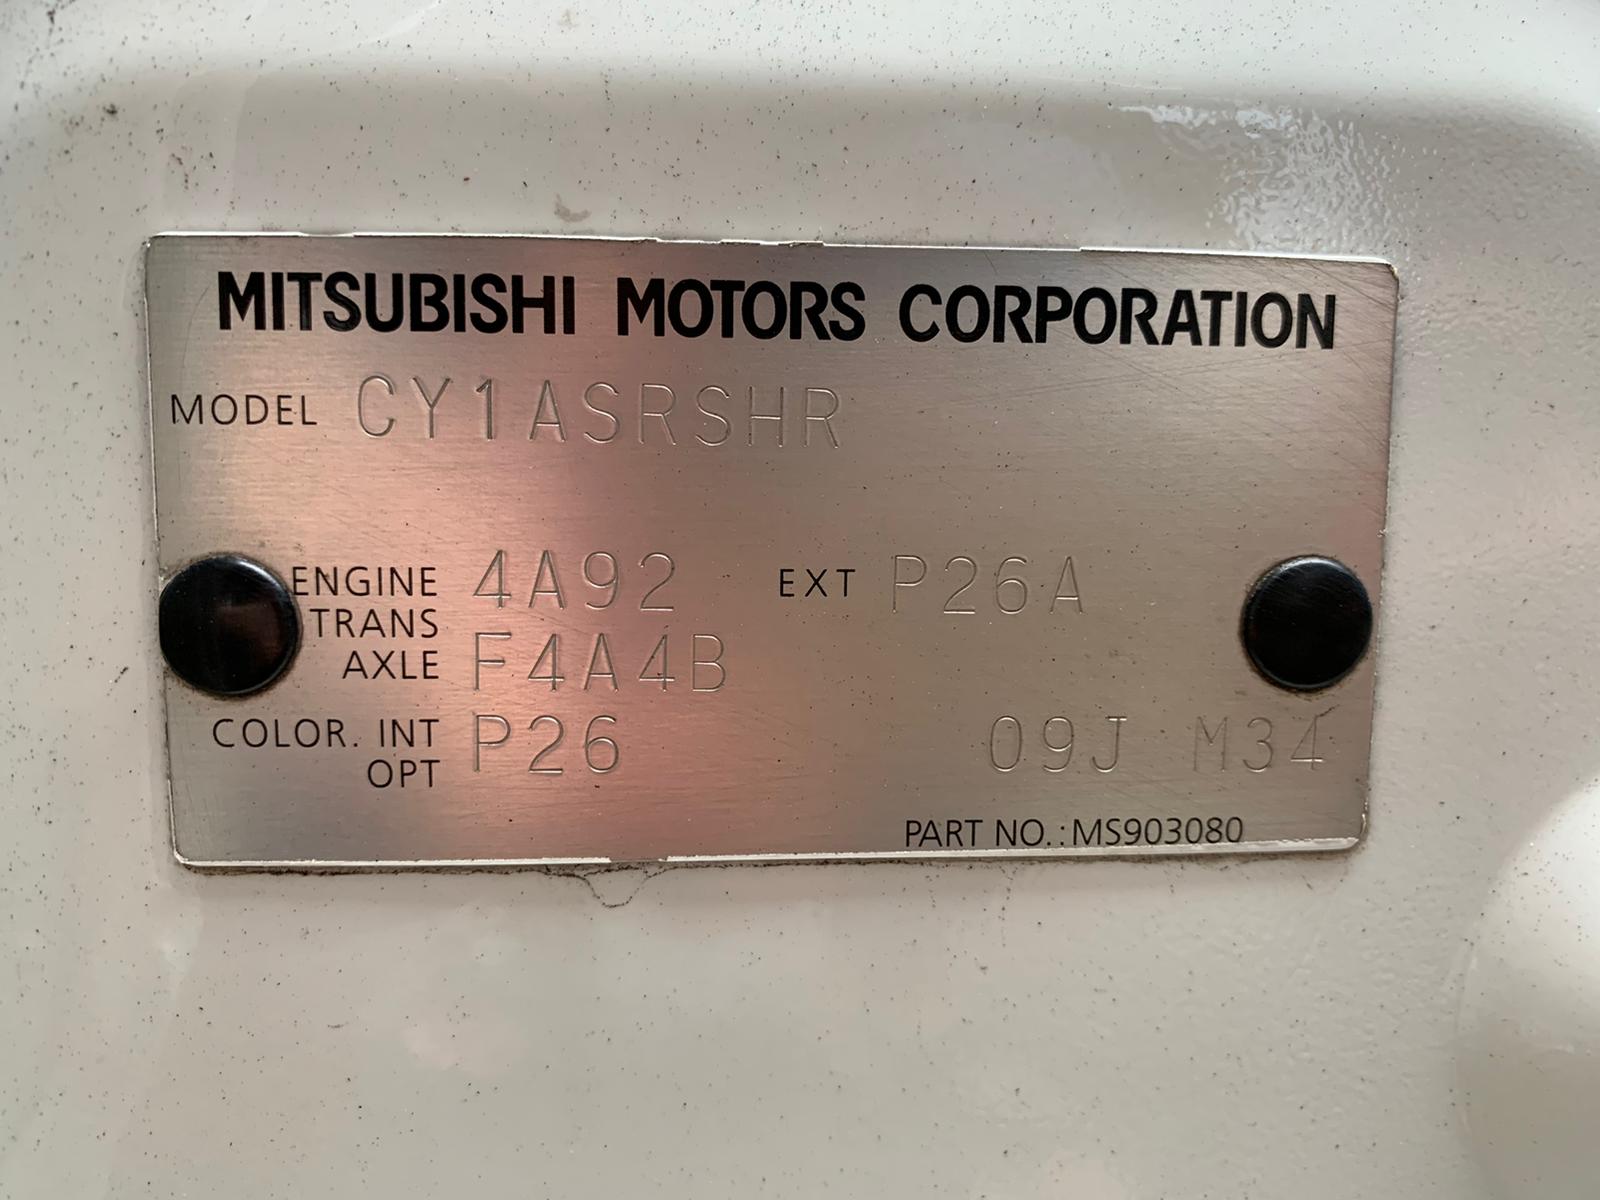 MITSUBISHI MOTORS CORPORATION
MODEL CY1ASRSHR
ENGINE 4A92 EXT P26A
TRANS
AXLE F4A4B
COLOR. INT P26 09J M34
OPT
PART NO.:MS903080